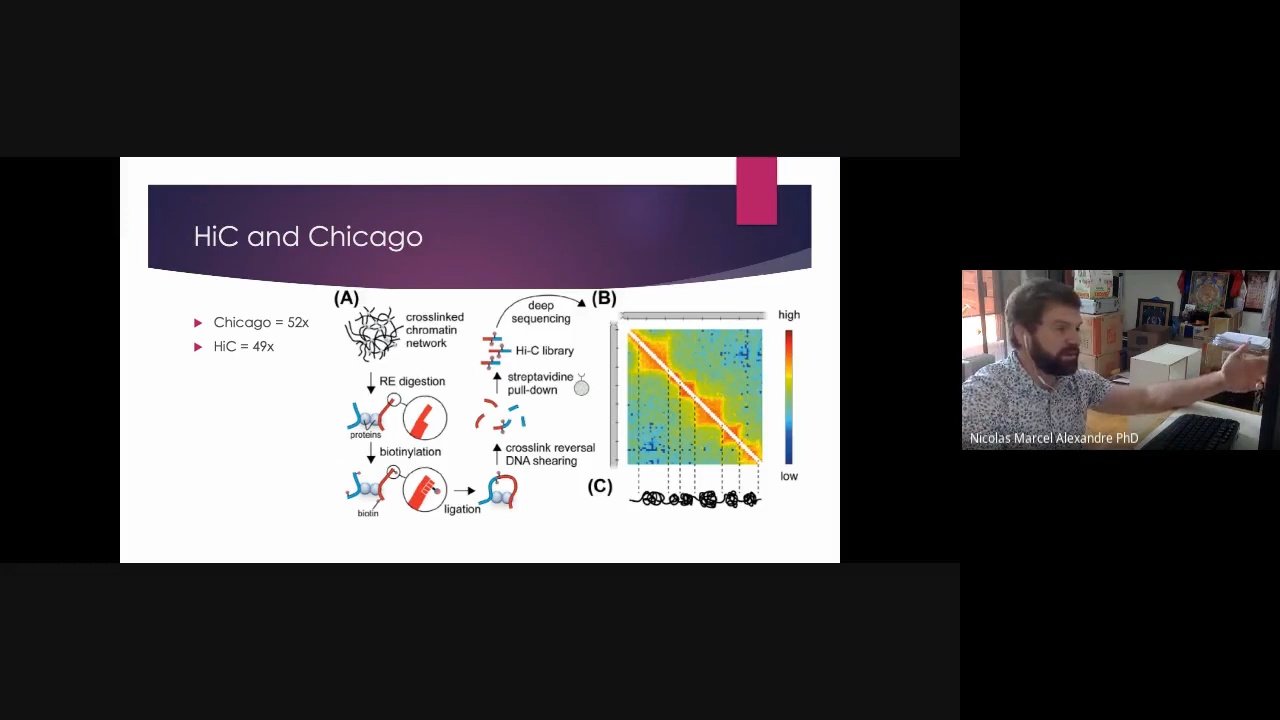 HiC and Chicago
Chicago = 52x
HiC = 49x
(A)
crosslinked
chromatin
network
RE digestion
proteins
biotinylation
biotin
ligation
crosslink reversal
DNA shearing
streptavidine
pull-down
Hi-C library
deep
sequencing
(B)
high
low
(C)
Nicolas Marcel Alexandre PhD